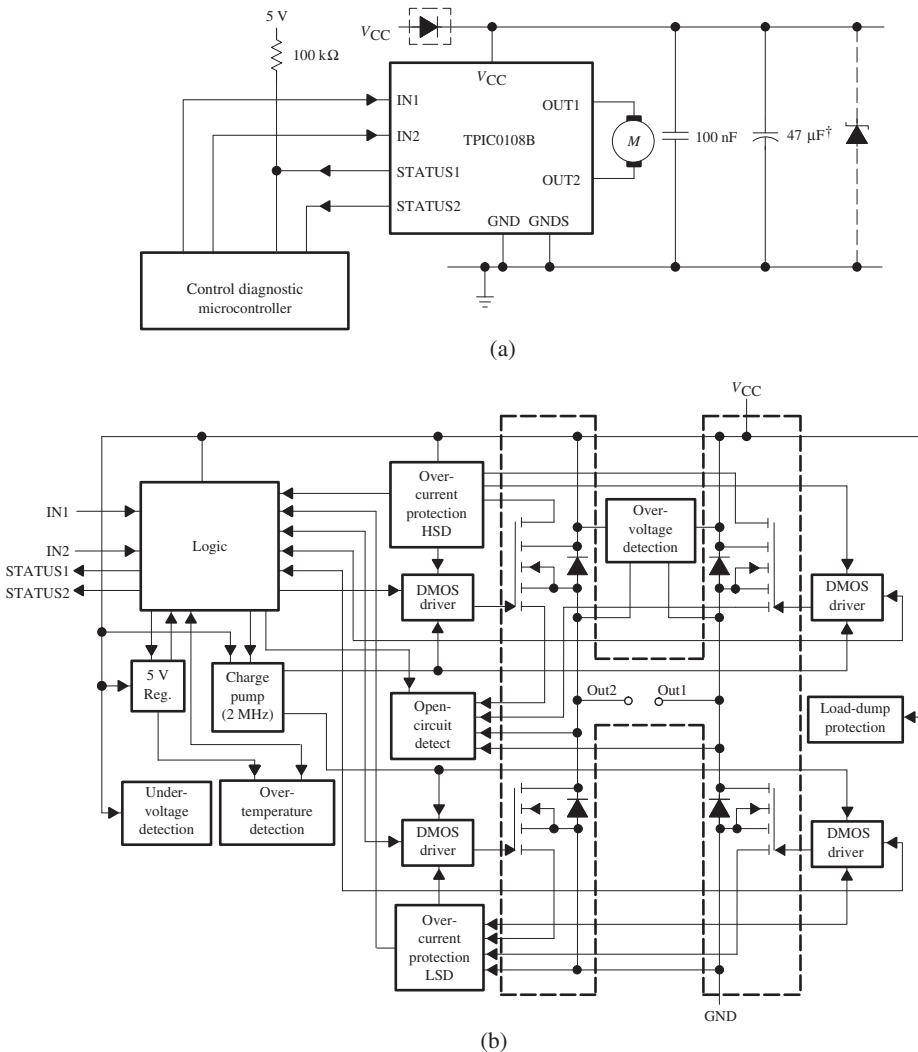 5 V
V_CC
100 kΩ
V_CC
IN1
OUT1
IN2
TPIC0108B
M
100 nF
47 μF†
STATUS1
OUT2
STATUS2
GND
GNDS
Control diagnostic
microcontroller
(a)
V_CC
Over-
current
protection
HSD
IN1
Over-
voltage
detection
Logic
IN2
STATUS1
STATUS2
DMOS
driver
DMOS
driver
5 V
Reg.
Charge
pump
(2 MHz)
Open-
circuit
detect
Out2
Out1
Load-dump
protection
Under-
voltage
detection
Over-
temperature
detection
DMOS
driver
DMOS
driver
Over-
current
protection
LSD
GND
(b)